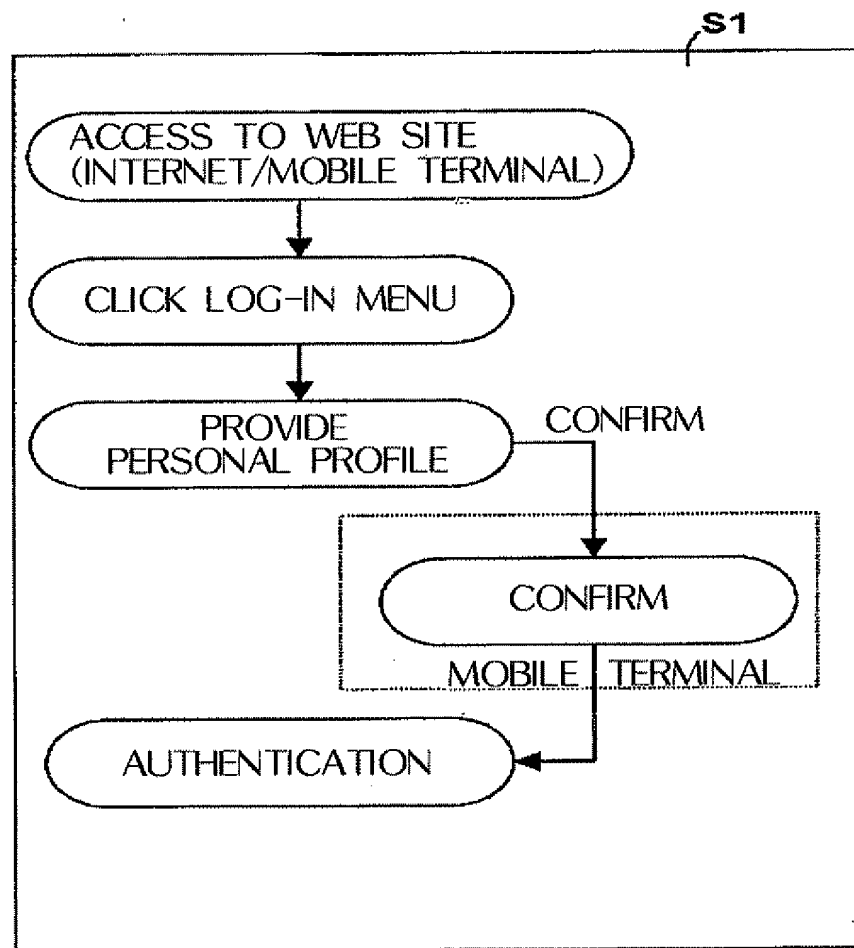 S1
ACCESS TO WEB SITE
(INTERNET/MOBILE TERMINAL)
CLICK LOG-IN MENU
PROVIDE
PERSONAL PROFILE
CONFIRM
CONFIRM
MOBILE TERMINAL
AUTHENTICATION